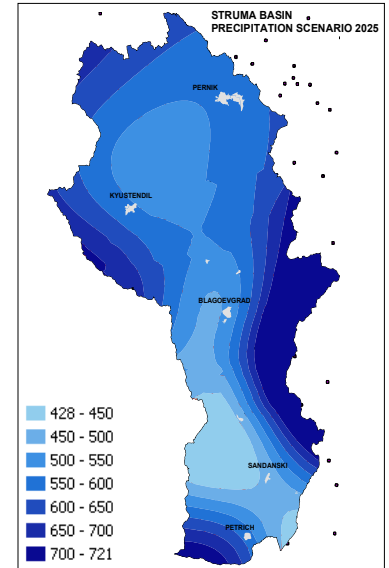 STRUMA BASIN
PRECIPITATION SCENARIO 2025
PERNIK
KYUSTENDIL
BLAGOEVGRAD
SANDANSKI
PETRICH
428 - 450
450 - 500
500 - 550
550 - 600
600 - 650
650 - 700
700 - 721